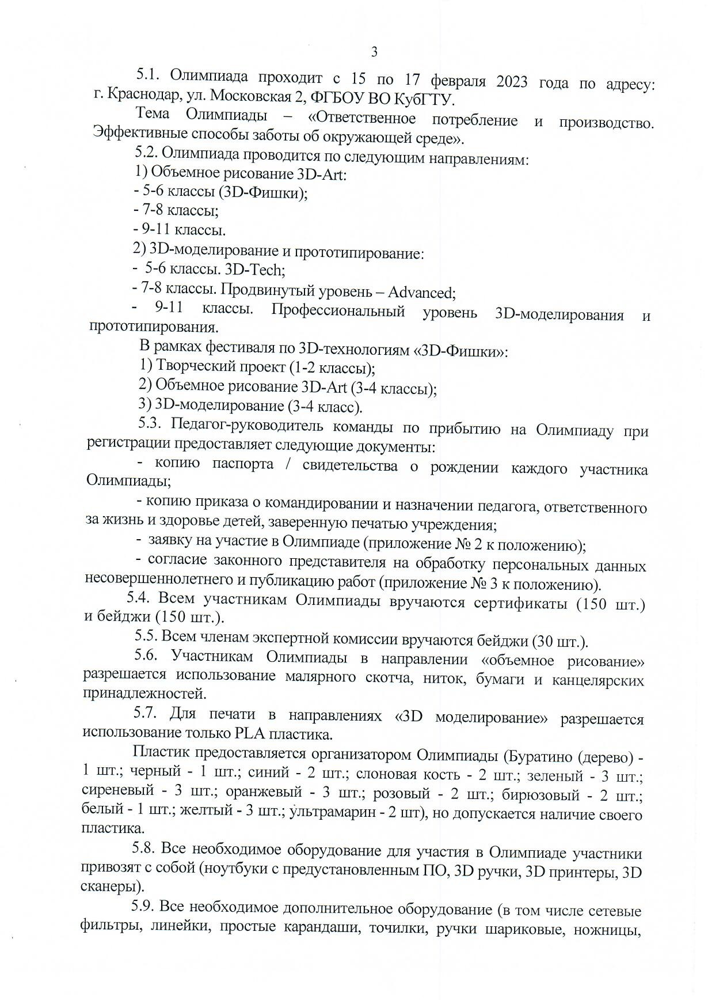 3
5.1. Олимпиада проходит с 15 по 17 февраля 2023 года по адресу:
г. Краснодар, ул. Московская 2, ФГБОУ ВО КубГТУ.
Тема Олимпиады – «Ответственное потребление и производство.
Эффективные способы заботы об окружающей среде».
5.2. Олимпиада проводится по следующим направлениям:
1) Объемное рисование 3D-Art:
- 5-6 классы (3D-Фишки);
- 7-8 классы;
- 9-11 классы.
2) 3D-моделирование и прототипирование:
- 5-6 классы. 3D-Tech;
- 7-8 классы. Продвинутый уровень – Advanced;
- 9-11 классы. Профессиональный уровень 3D-моделирования и
прототипирования.
В рамках фестиваля по 3D-технологиям «3D-Фишки»:
1) Творческий проект (1-2 классы);
2) Объемное рисование 3D-Art (3-4 классы);
3) 3D-моделирование (3-4 класс).
5.3. Педагог-руководитель команды по прибытию на Олимпиаду при
регистрации предоставляет следующие документы:
- копию паспорта / свидетельства о рождении каждого участника
Олимпиады;
- копию приказа о командировании и назначении педагога, ответственного
за жизнь и здоровье детей, заверенную печатью учреждения;
- заявку на участие в Олимпиаде (приложение № 2 к положению);
- согласие законного представителя на обработку персональных данных
несовершеннолетнего и публикацию работ (приложение № 3 к положению).
5.4. Всем участникам Олимпиады вручаются сертификаты (150 шт.)
и бейджи (150 шт.).
5.5. Всем членам экспертной комиссии вручаются бейджи (30 шт.).
5.6. Участникам Олимпиады в направлении «объемное рисование»
разрешается использование малярного скотча, ниток, бумаги и канцелярских
принадлежностей.
5.7. Для печати в направлениях «3D моделирование» разрешается
использование только PLA пластика.
Пластик предоставляется организатором Олимпиады (Буратино (дерево) -
1 шт.; черный - 1 шт.; синий - 2 шт.; слоновая кость - 2 шт.; зеленый - 3 шт.;
сиреневый - 3 шт.; оранжевый - 3 шт.; розовый - 2 шт.; бирюзовый - 2 шт.;
белый - 1 шт.; желтый - 3 шт.; ультрамарин - 2 шт), но допускается наличие своего
пластика.
5.8. Все необходимое оборудование для участия в Олимпиаде участники
привозят с собой (ноутбуки с предустановленным ПО, 3D ручки, 3D принтеры, 3D
сканеры).
5.9. Все необходимое дополнительное оборудование (в том числе сетевые
фильтры, линейки, простые карандаши, точилки, ручки шариковые, ножницы,